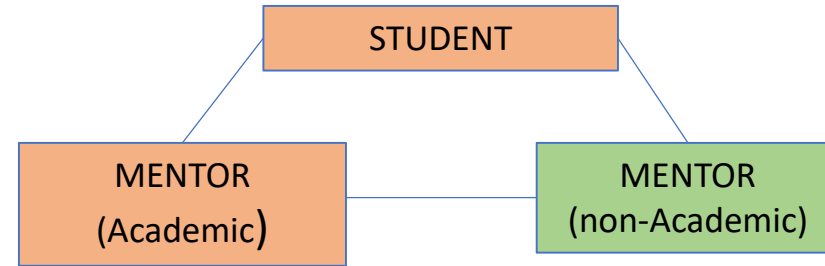 STUDENT
MENTOR
(Academic)
MENTOR
(non-Academic)